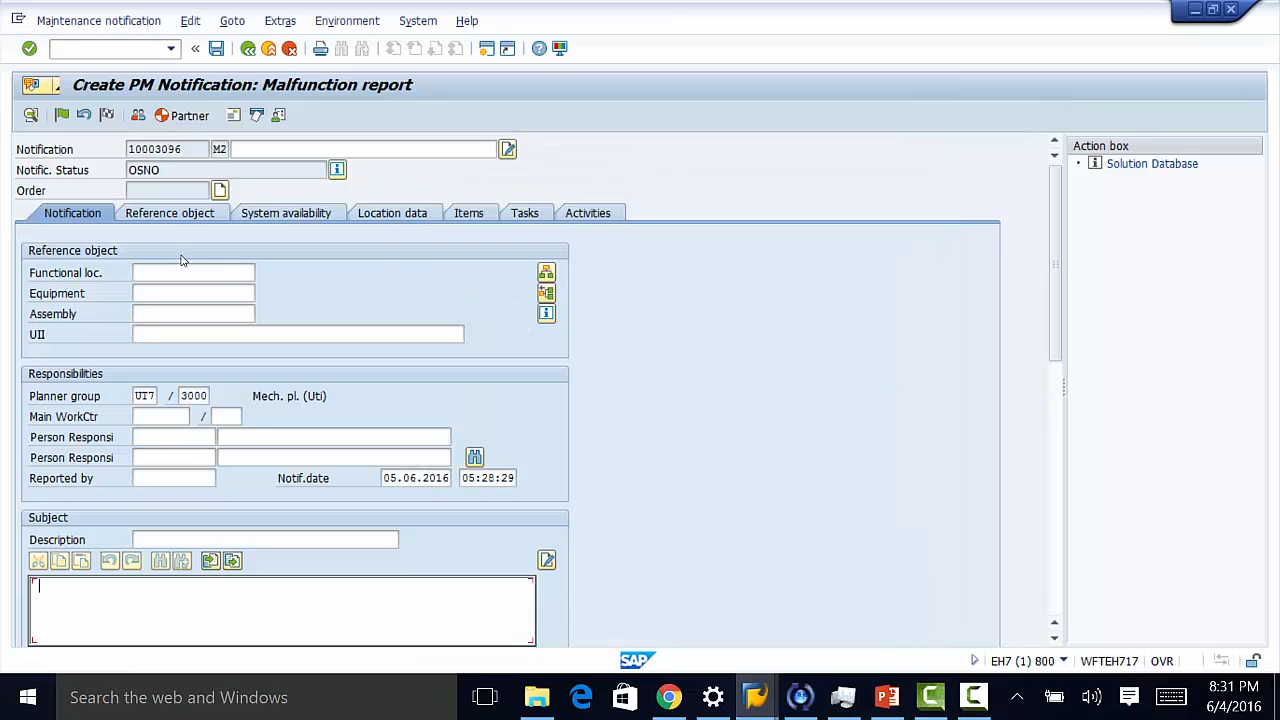 Maintenance notification Edit Goto Extras Environment System Help
Create PM Notification: Malfunction report
Partner
Notification 10003096 M2
Notific. Status OSNO
Order
Notification Reference object System availability Location data Items Tasks Activities
Reference object
Functional loc.
Equipment
Assembly
UII
Responsibilities
Planner group UT7 / 3000 Mech. pl. (Uti)
Main WorkCtr /
Person Responsi
Person Responsi
Reported by Notif.date 05.06.2016 05:28:29
Subject
Description
Action box
Solution Database
SAP EH7 (1) 800 WFTEH717 OVR
Search the web and Windows
8:31 PM
6/4/2016